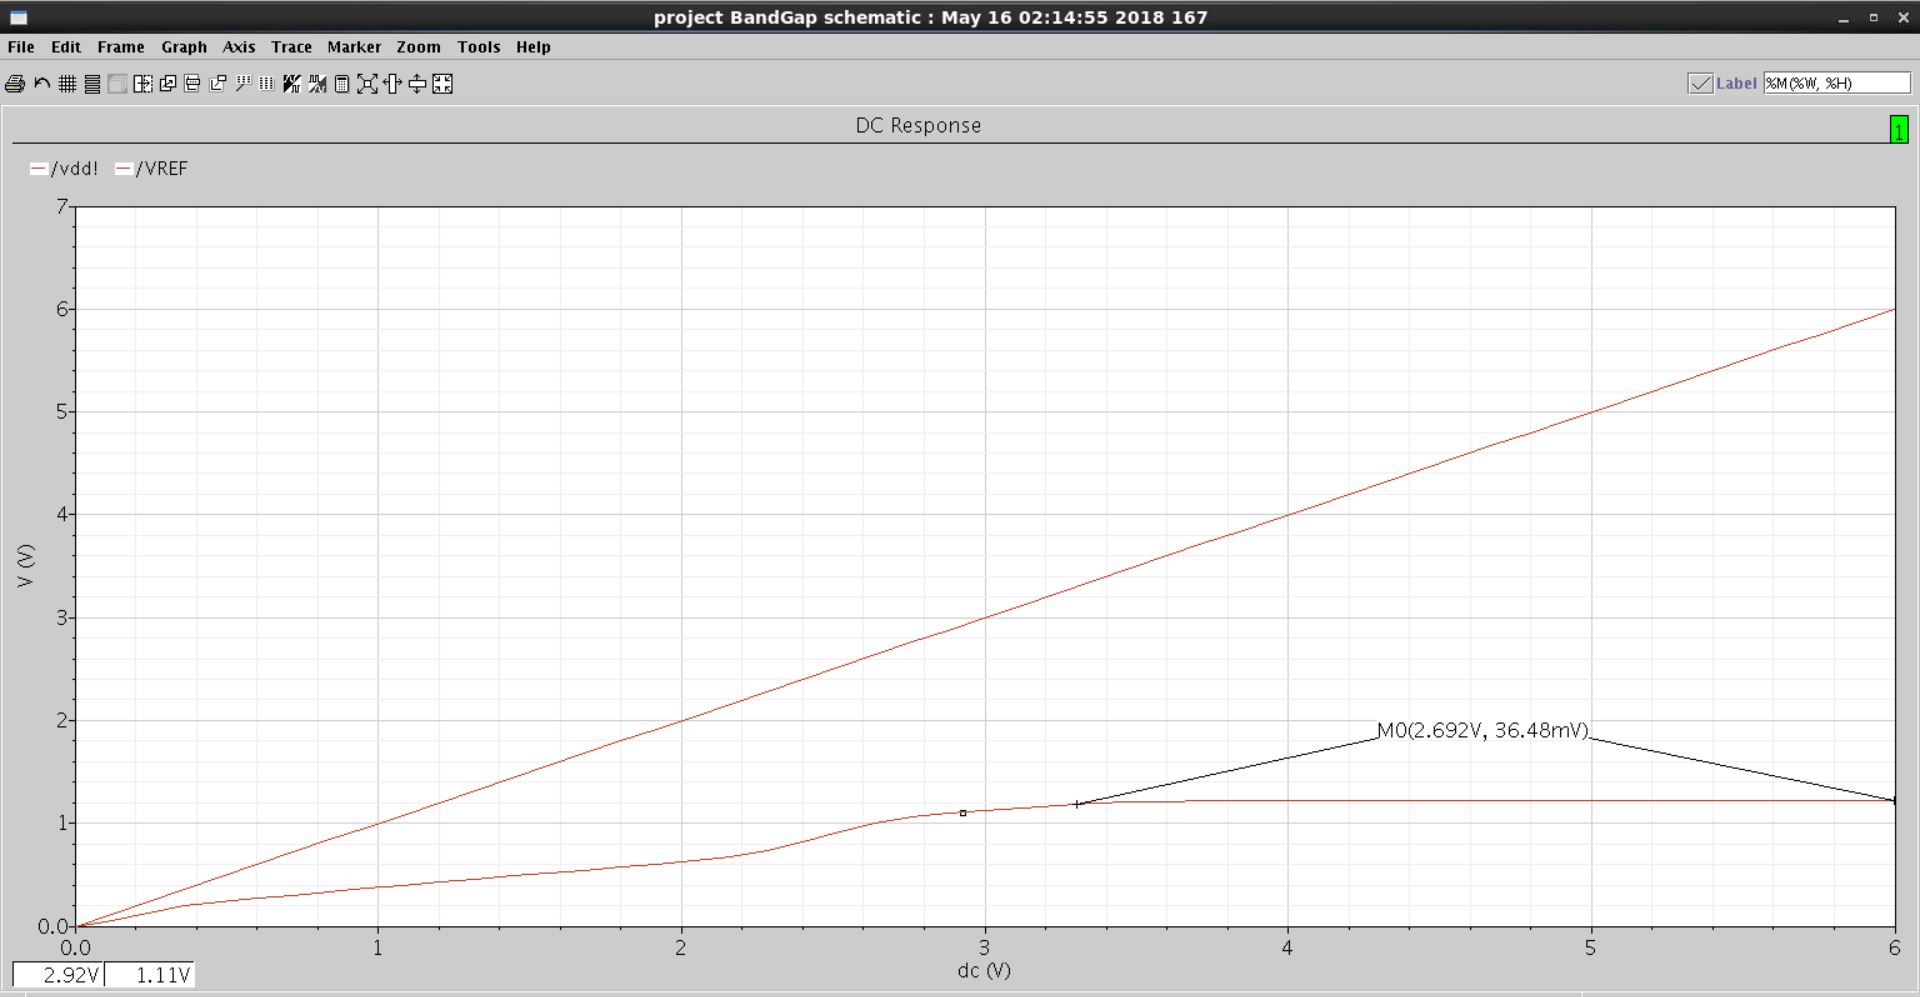 project BandGap schematic : May 16 02:14:55 2018 167
File Edit Frame Graph Axis Trace Marker Zoom Tools Help
Label %M(%W, %H)
DC Response
1
/vdd! /VREF
7
6
5
4
3
2
1
0.0
V (V)
M0(2.692V, 36.48mV)
0.0 1 2 3 4 5 6
dc (V)
2.92V 1.11V